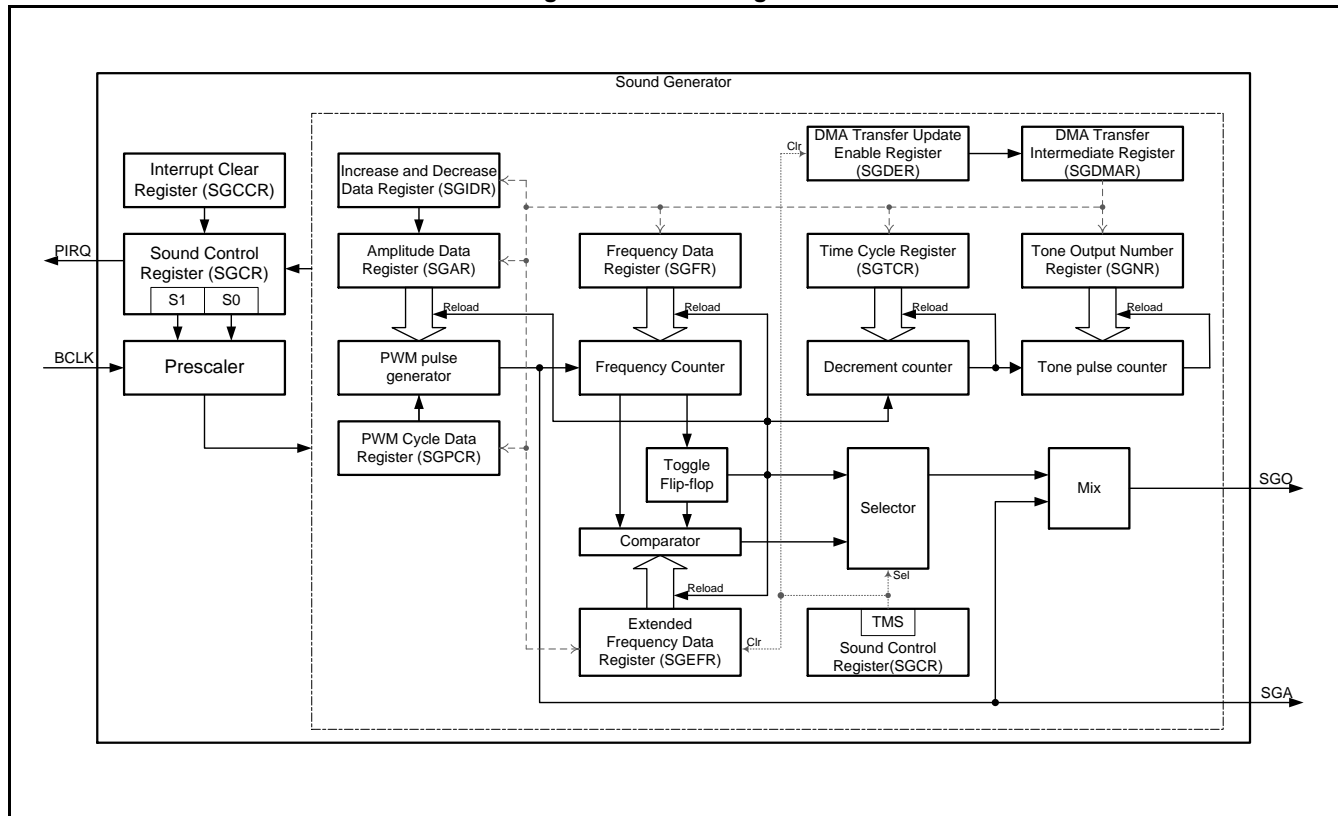 Sound Generator
DMA Transfer Update
Enable Register
(SGDER)
DMA Transfer
Intermediate Register
(SGDMAR)
Clr
Interrupt Clear
Register (SGCCR)
Increase and Decrease
Data Register (SGIDR)
PIRQ
Sound Control
Register (SGCR)
S1
S0
Amplitude Data
Register (SGAR)
Frequency Data
Register (SGFR)
Time Cycle Register
(SGTCR)
Tone Output Number
Register (SGNR)
Reload
Reload
Reload
Reload
BCLK
Prescaler
PWM pulse
generator
Frequency Counter
Decrement counter
Tone pulse counter
PWM Cycle Data
Register (SGPCR)
Toggle
Flip-flop
Selector
Mix
SGO
Comparator
Reload
Sel
Extended
Frequency Data
Register (SGEFR)
Clr
TMS
Sound Control
Register(SGCR)
SGA